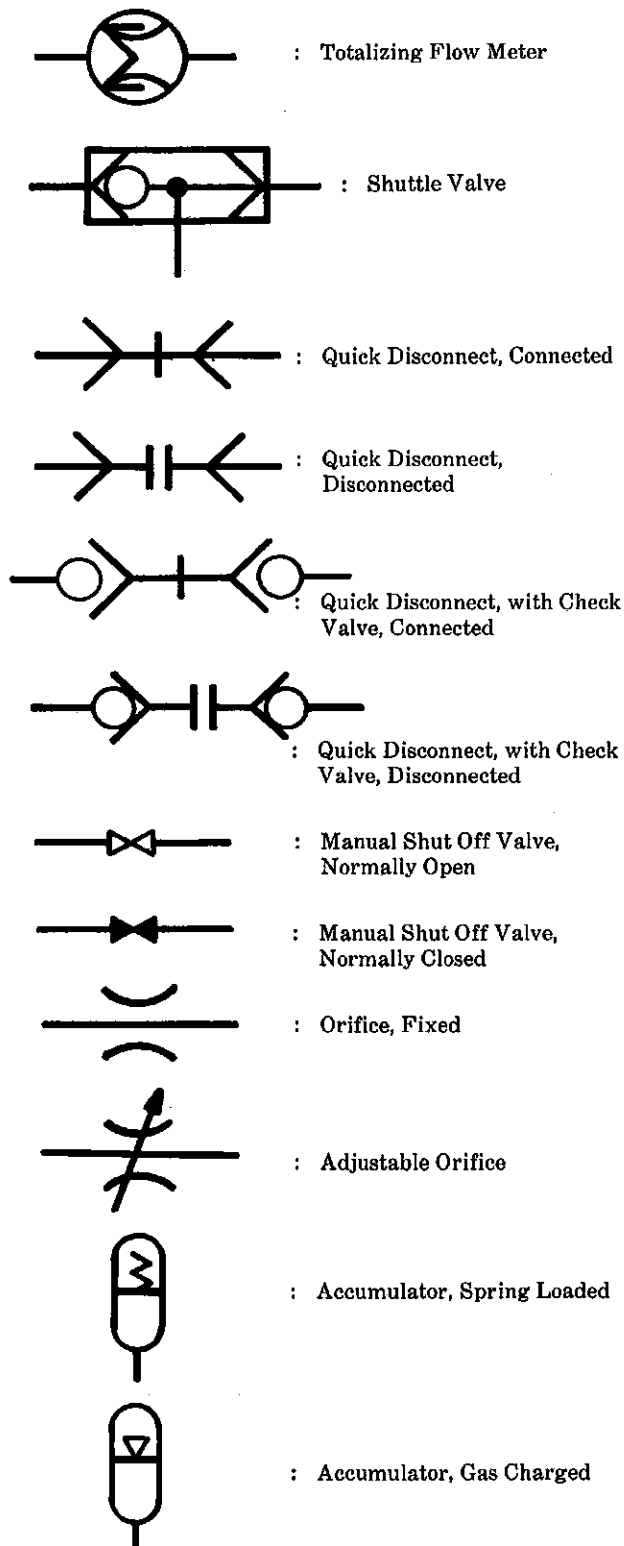 : Totalizing Flow Meter
: Shuttle Valve
: Quick Disconnect, Connected
: Quick Disconnect,
Disconnected
: Quick Disconnect, with Check
Valve, Connected
: Quick Disconnect, with Check
Valve, Disconnected
: Manual Shut Off Valve,
Normally Open
: Manual Shut Off Valve,
Normally Closed
: Orifice, Fixed
: Adjustable Orifice
: Accumulator, Spring Loaded
: Accumulator, Gas Charged